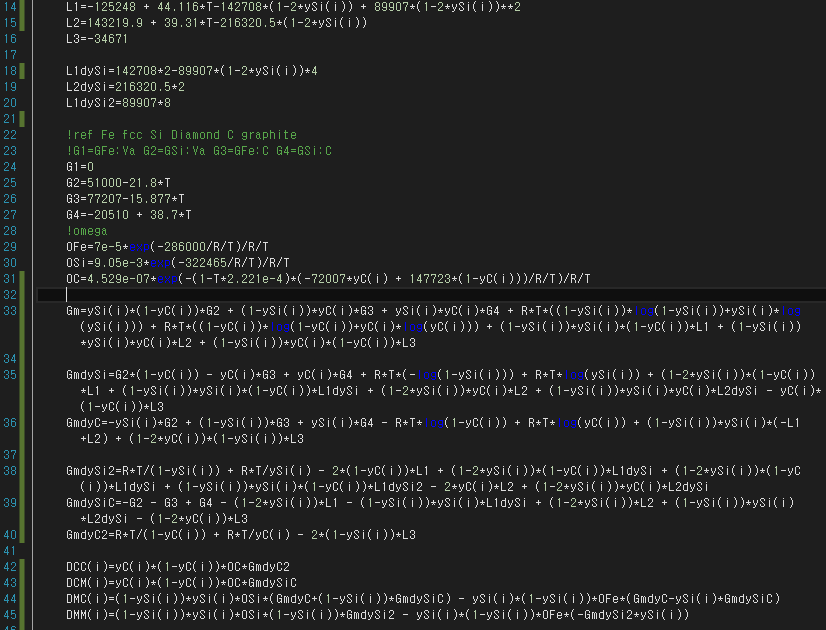 14 L1=-125248 + 44.116*T-142708*(1-2*ySi(i)) + 89907*(1-2*ySi(i))**2
15 L2=143219.9 + 39.31*T-216320.5*(1-2*ySi(i))
16 L3=-34671
17
18 L1dySi=142708*2-89907*(1-2*ySi(i))*4
19 L2dySi=216320.5*2
20 L1dySi2=89907*8
21
22 !ref Fe fcc Si Diamond C graphite
23 !G1=GFe:Va G2=GSi:Va G3=GFe:C G4=GSi:C
24 G1=0
25 G2=51000-21.8*T
26 G3=77207-15.877*T
27 G4=-20510 + 38.7*T
28 !omega
29 OFe=7e-5*exp(-286000/R/T)/R/T
30 OSi=9.05e-3*exp(-322465/R/T)/R/T
31 OC=4.529e-07*exp(-(1-T*2.221e-4)*(-72007*yC(i) + 147723*(1-yC(i)))/R/T)/R/T
32
33 Gm=ySi(i)*(1-yC(i))*G2 + (1-ySi(i))*yC(i)*G3 + ySi(i)*yC(i)*G4 + R*T*((1-ySi(i))*log(1-ySi(i))+ySi(i)*log
(ySi(i))) + R*T*((1-yC(i))*log(1-yC(i))+yC(i)*log(yC(i))) + (1-ySi(i))*ySi(i)*(1-yC(i))*L1 + (1-ySi(i))
*ySi(i)*yC(i)*L2 + (1-ySi(i))*yC(i)*(1-yC(i))*L3
34
35 GmdySi=G2*(1-yC(i)) - yC(i)*G3 + yC(i)*G4 + R*T*(-log(1-ySi(i))) + R*T*log(ySi(i)) + (1-2*ySi(i))*(1-yC(i))
*L1 + (1-ySi(i))*ySi(i)*(1-yC(i))*L1dySi + (1-2*ySi(i))*yC(i)*L2 + (1-ySi(i))*ySi(i)*yC(i)*L2dySi - yC(i)*
(1-yC(i))*L3
36 GmdyC=-ySi(i)*G2 + (1-ySi(i))*G3 + ySi(i)*G4 - R*T*log(1-yC(i)) + R*T*log(yC(i)) + (1-ySi(i))*ySi(i)*(-L1
+L2) + (1-2*yC(i))*(1-ySi(i))*L3
37
38 GmdySi2=R*T/(1-ySi(i)) + R*T/ySi(i) - 2*(1-yC(i))*L1 + (1-2*ySi(i))*(1-yC(i))*L1dySi + (1-2*ySi(i))*(1-yC
(i))*L1dySi + (1-ySi(i))*ySi(i)*(1-yC(i))*L1dySi2 - 2*yC(i)*L2 + (1-2*ySi(i))*yC(i)*L2dySi
39 GmdySiC=-G2 - G3 + G4 - (1-2*ySi(i))*L1 - (1-ySi(i))*ySi(i)*L1dySi + (1-2*ySi(i))*L2 + (1-ySi(i))*ySi(i)
*L2dySi - (1-2*yC(i))*L3
40 GmdyC2=R*T/(1-yC(i)) + R*T/yC(i) - 2*(1-ySi(i))*L3
41
42 DCC(i)=yC(i)*(1-yC(i))*OC*GmdyC2
43 DCM(i)=yC(i)*(1-yC(i))*OC*GmdySiC
44 DMC(i)=(1-ySi(i))*ySi(i)*OSi*(GmdyC+(1-ySi(i))*GmdySiC) - ySi(i)*(1-ySi(i))*OFe*(GmdyC-ySi(i)*GmdySiC)
45 DMM(i)=(1-ySi(i))*ySi(i)*OSi*(1-ySi(i))*GmdySi2 - ySi(i)*(1-ySi(i))*OFe*(-GmdySi2*ySi(i))